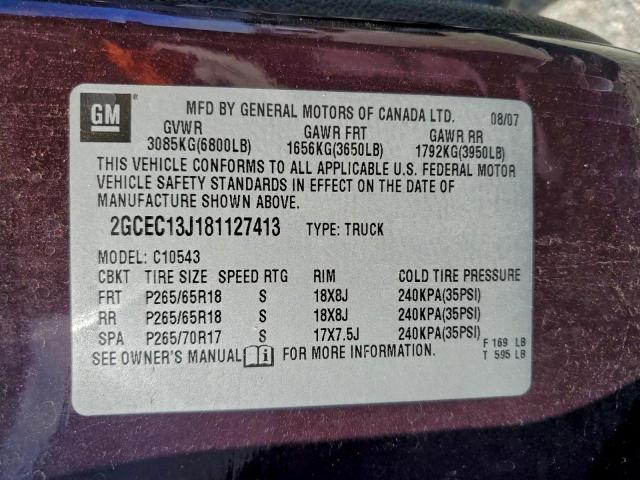 GM
MFD BY GENERAL MOTORS OF CANADA LTD. 08/07
GVWR GAWR FRT GAWR RR
3085KG(6800LB) 1656KG(3650LB) 1792KG(3950LB)
THIS VEHICLE CONFORMS TO ALL APPLICABLE U.S. FEDERAL MOTOR
VEHICLE SAFETY STANDARDS IN EFFECT ON THE DATE OF
MANUFACTURE SHOWN ABOVE.
2GCEC13J181127413 TYPE: TRUCK
MODEL: C10543
CBKT TIRE SIZE SPEED RTG RIM COLD TIRE PRESSURE
FRT P265/65R18 S 18X8J 240KPA(35PSI)
RR P265/65R18 S 18X8J 240KPA(35PSI)
SPA P265/70R17 S 17X7.5J 240KPA(35PSI)
SEE OWNER'S MANUAL FOR MORE INFORMATION.
F 169 LB
T 595 LB